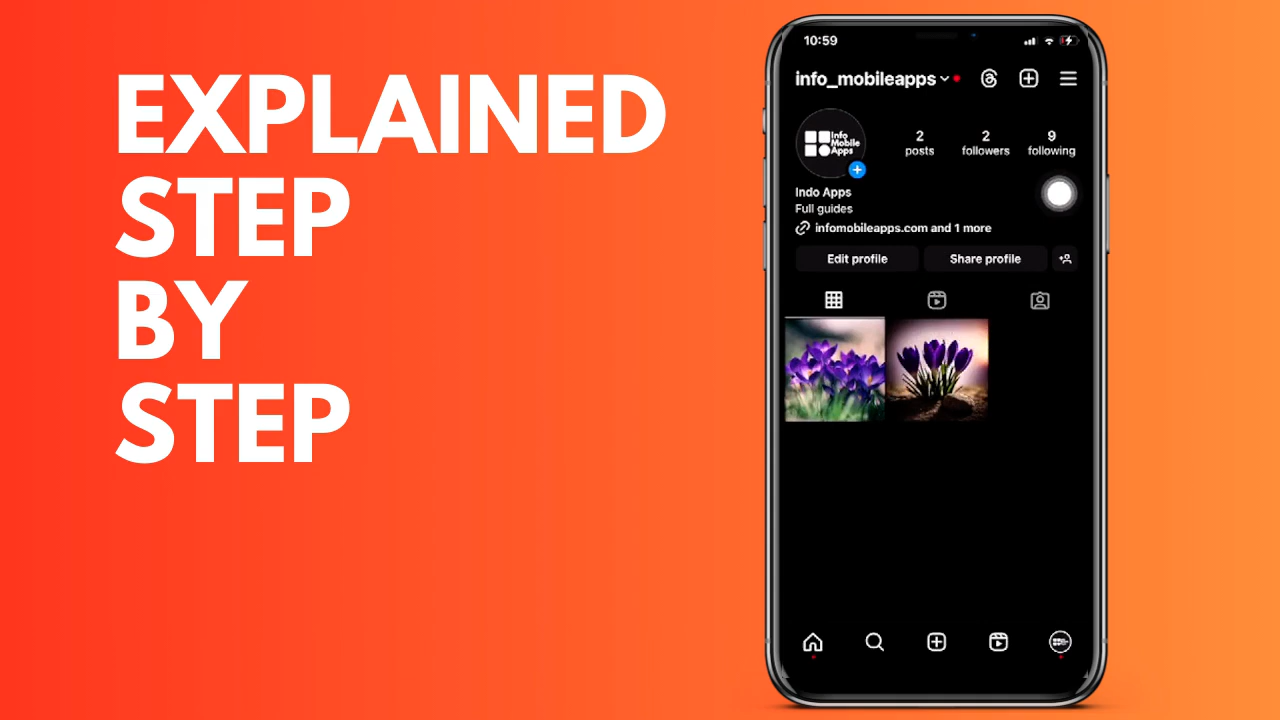 EXPLAINED
STEP
BY
STEP
10:59
info_mobileapps
Info
Mobile
Apps
2 2 9
posts followers following
Indo Apps
Full guides
infomobileapps.com and 1 more
Edit profile Share profile